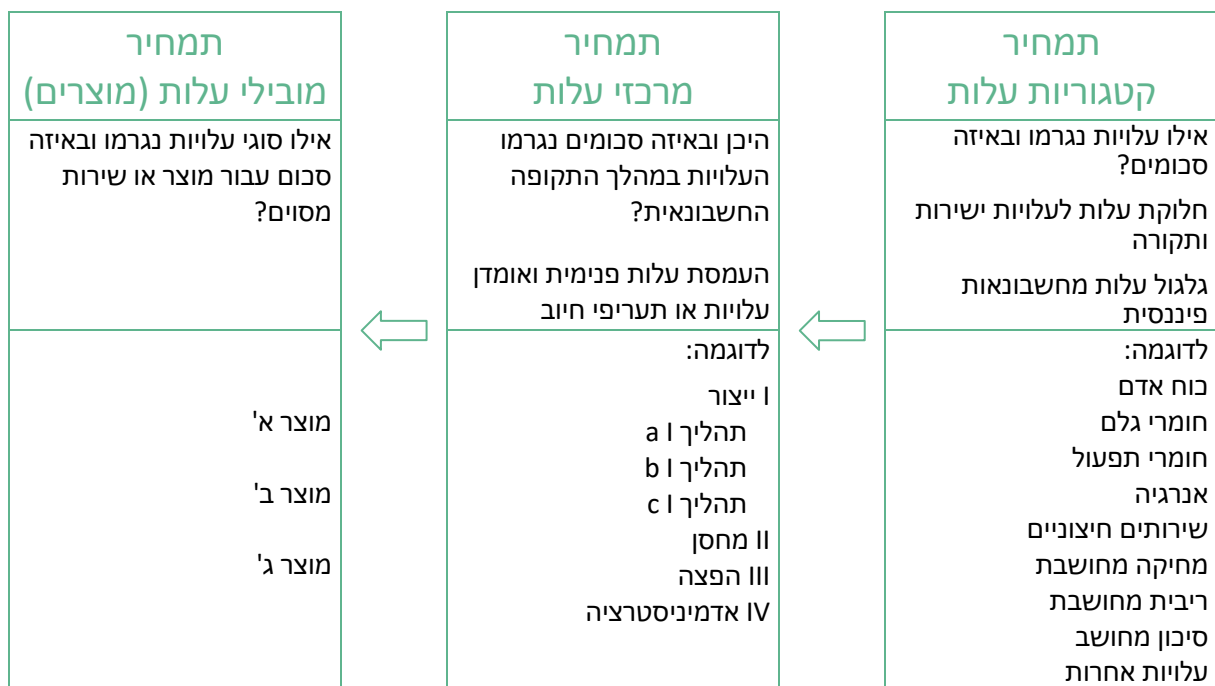 תמחיר
קטגוריות עלות
אילו עלויות נגרמו ובאיזה
סכומים?
חלוקת עלות לעלויות ישירות
ותקורה
גלגול עלות מחשבונאות
פיננסית
לדוגמה:
כוח אדם
חומרי גלם
חומרי תפעול
אנרגיה
שירותים חיצוניים
מחיקה מחושבת
ריבית מחושבת
סיכון מחושב
עלויות אחרות
תמחיר
מרכזי עלות
היכן ובאיזה סכומים נגרמו
העלויות במהלך התקופה
החשבונאית?
העמסת עלות פנימית ואומדן
עלויות או תעריפי חיוב
לדוגמה:
I ייצור
תהליך I a
תהליך I b
תהליך I c
II מחסן
III הפצה
IV אדמיניסטרציה
תמחיר
מובילי עלות (מוצרים)
אילו סוגי עלויות נגרמו ובאיזה
סכום עבור מוצר או שירות
מסוים?
מוצר א'
מוצר ב'
מוצר ג'